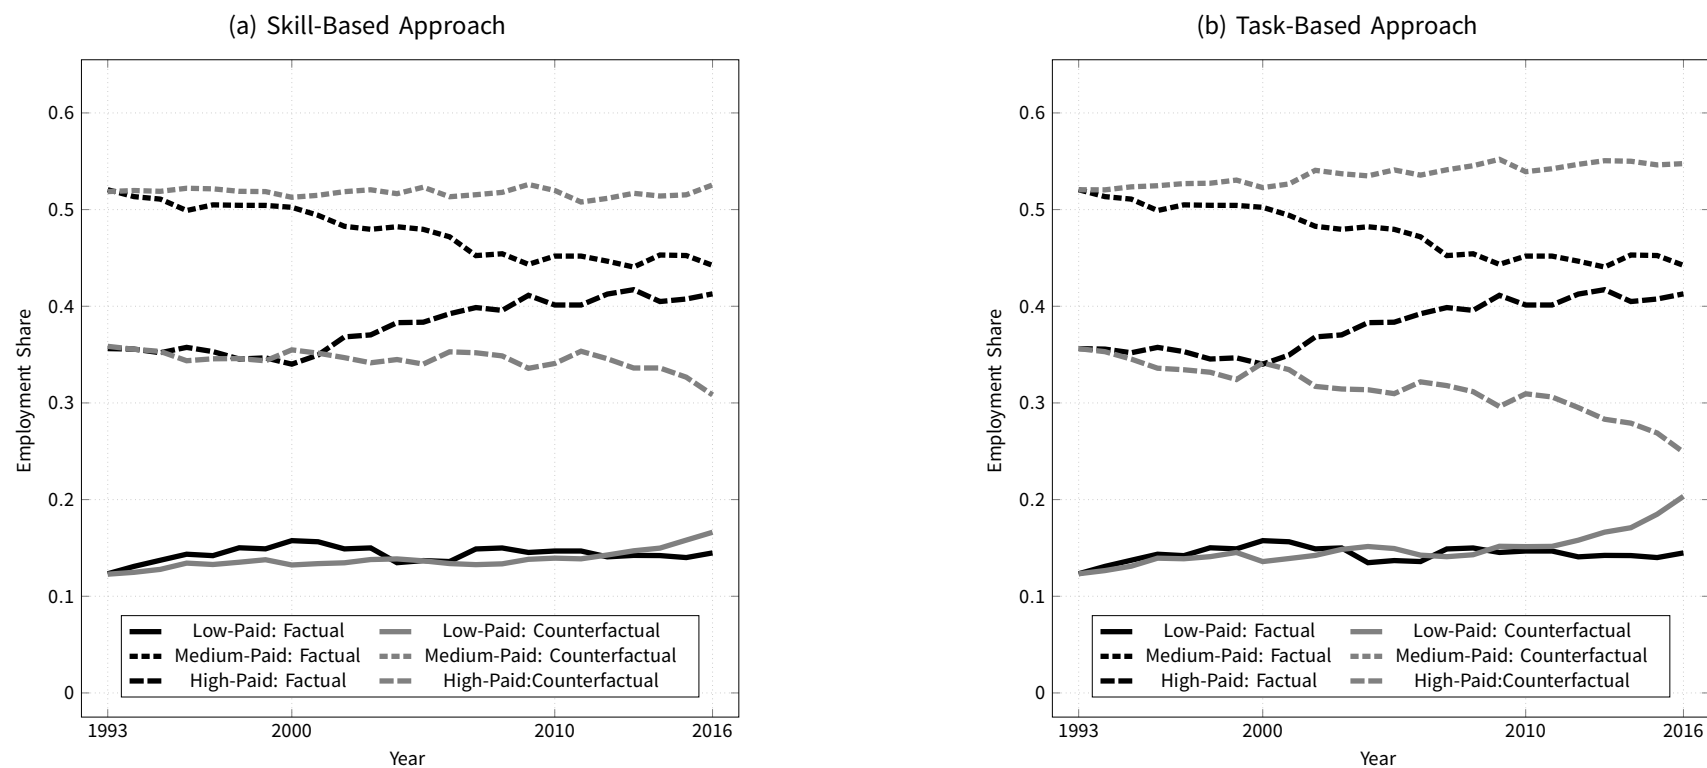 (a) Skill-Based Approach
0.6
0.5
0.4
0.3
0.2
0.1
0
Employment Share
Low-Paid: Factual
Low-Paid: Counterfactual
Medium-Paid: Factual
Medium-Paid: Counterfactual
High-Paid: Factual
High-Paid:Counterfactual
1993
2000
2010
2016
Year
(b) Task-Based Approach
0.6
0.5
0.4
0.3
0.2
0.1
0
Employment Share
Low-Paid: Factual
Low-Paid: Counterfactual
Medium-Paid: Factual
Medium-Paid: Counterfactual
High-Paid: Factual
High-Paid:Counterfactual
1993
2000
2010
2016
Year